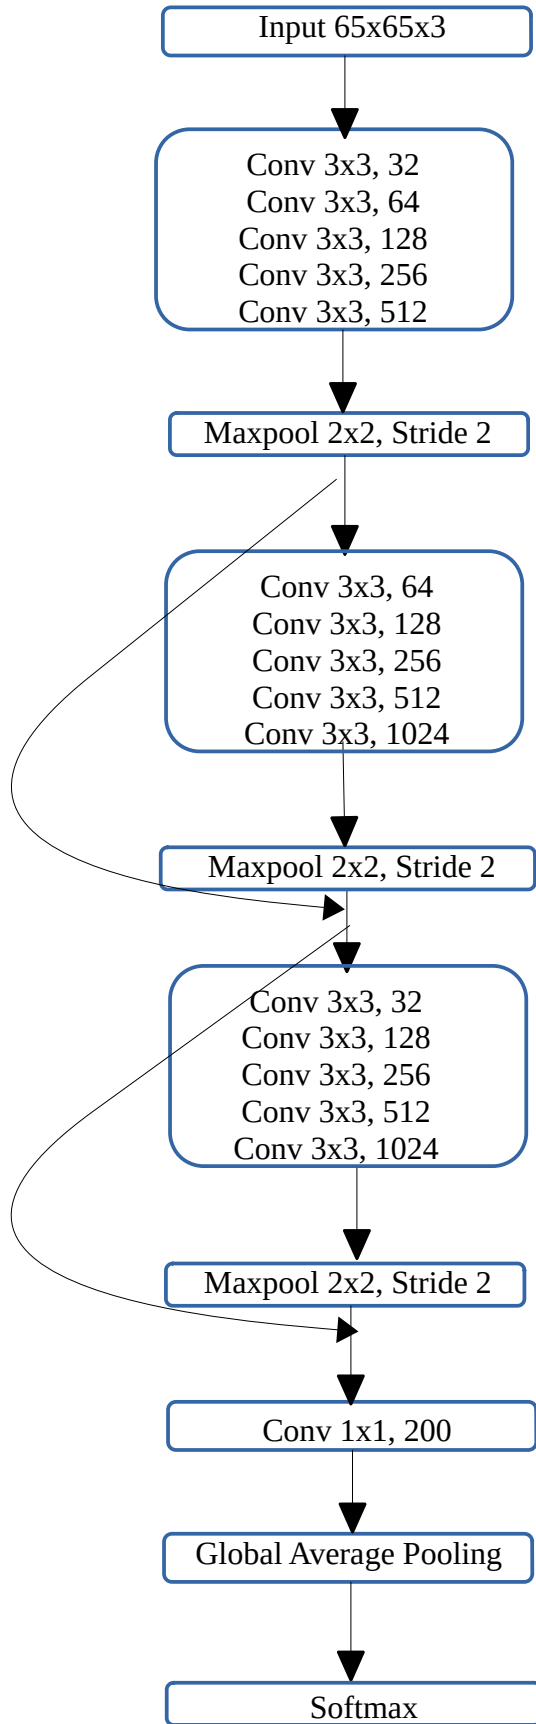 Input 65x65x3
Conv 3x3, 32
Conv 3x3, 64
Conv 3x3, 128
Conv 3x3, 256
Conv 3x3, 512
Maxpool 2x2, Stride 2
Conv 3x3, 64
Conv 3x3, 128
Conv 3x3, 256
Conv 3x3, 512
Conv 3x3, 1024
Maxpool 2x2, Stride 2
Conv 3x3, 32
Conv 3x3, 128
Conv 3x3, 256
Conv 3x3, 512
Conv 3x3, 1024
Maxpool 2x2, Stride 2
Conv 1x1, 200
Global Average Pooling
Softmax